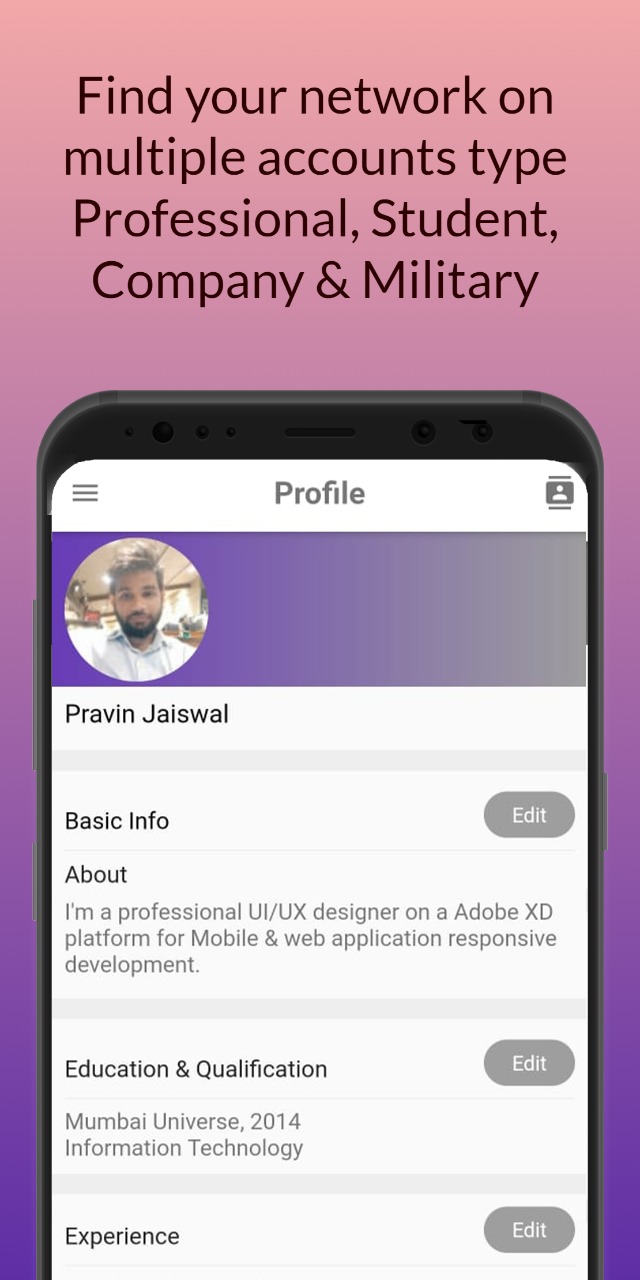 Find your network on
multiple accounts type
Professional, Student,
Company & Military
Profile
Pravin Jaiswal
Basic Info
Edit
About
I'm a professional UI/UX designer on a Adobe XD
platform for Mobile & web application responsive
development.
Education & Qualification
Edit
Mumbai Universe, 2014
Information Technology
Experience
Edit